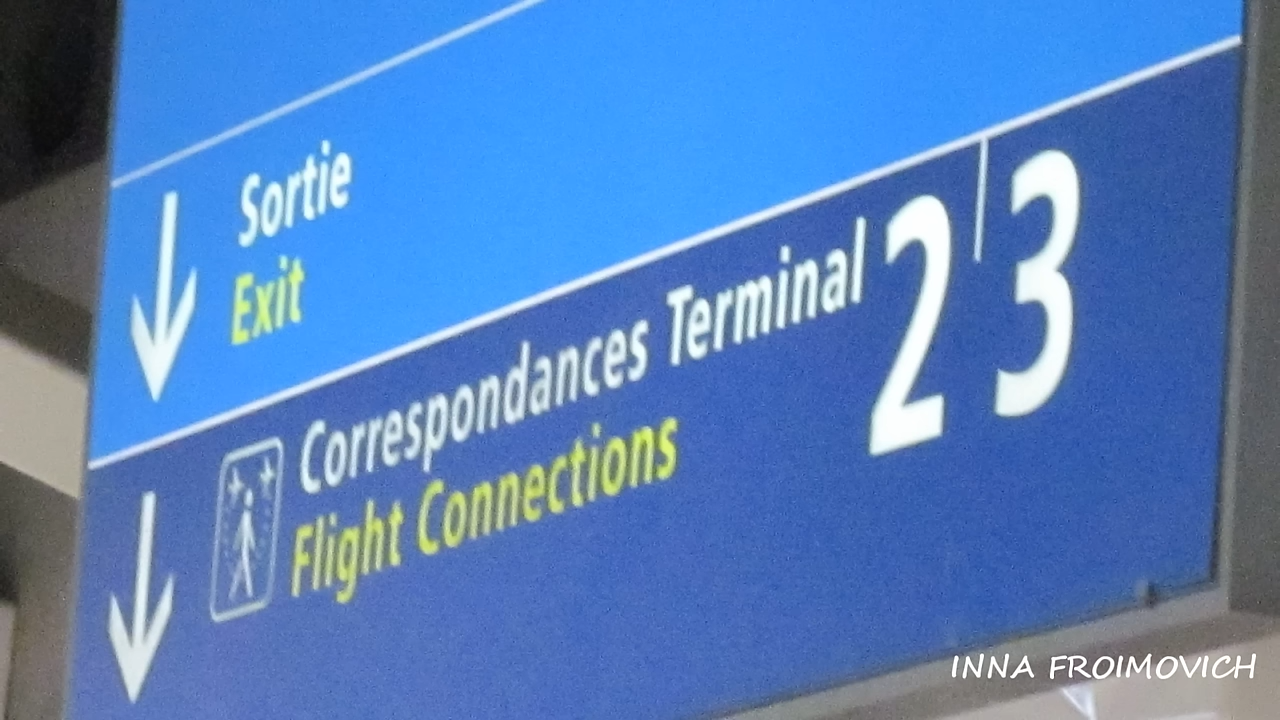 Sortie
Exit
Correspondances Terminal 2 3
Flight Connections
INNA FROIMOVICH